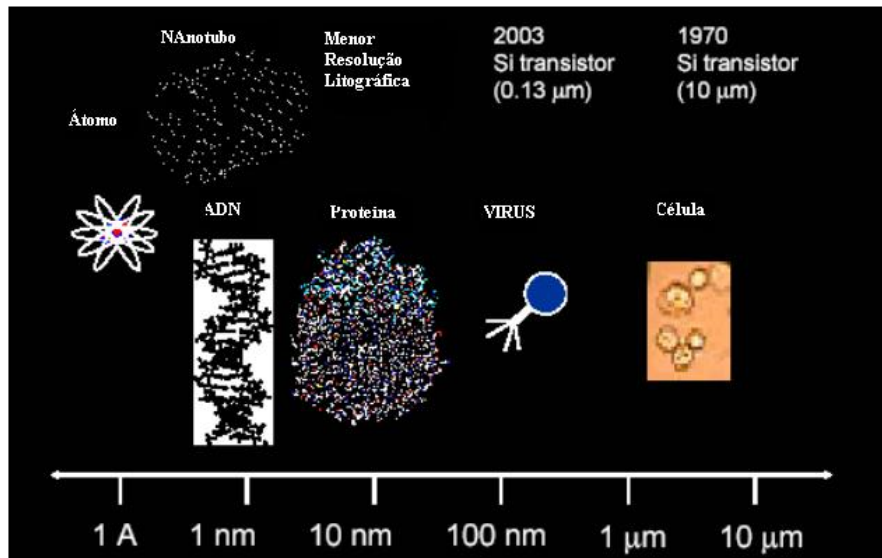 NAnotubo
Menor
Resolução
Litográfica
2003
Si transistor
(0.13 μm)
1970
Si transistor
(10 μm)
Átomo
ADN
Proteína
VIRUS
Célula
1 A
1 nm
10 nm
100 nm
1 μm
10 μm